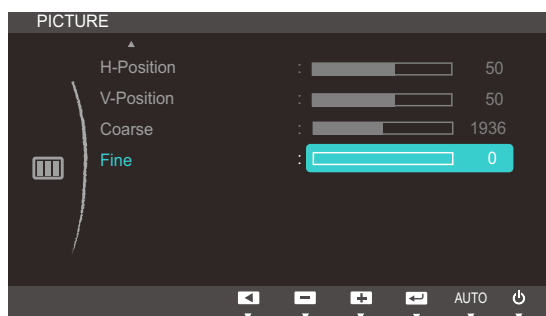 PICTURE
H-Position : 50
V-Position : 50
Coarse : 1936
Fine : 0
AUTO